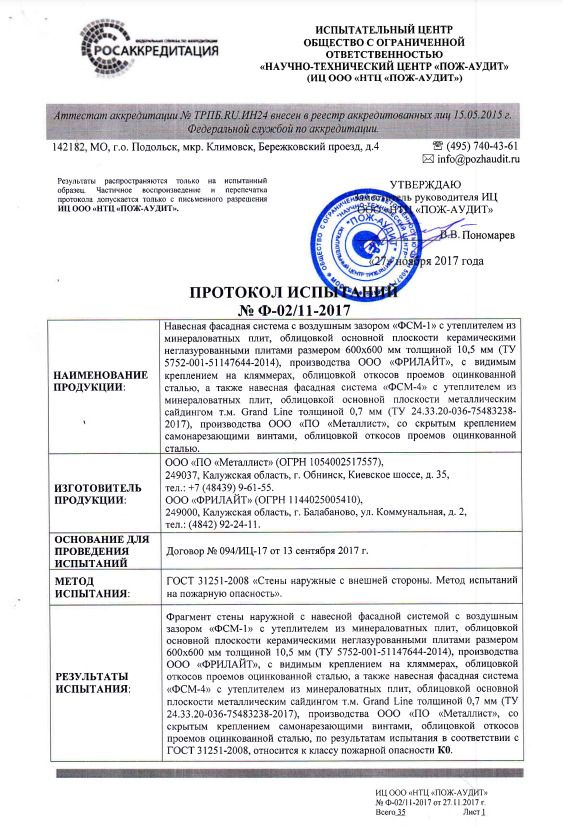 ФЕДЕРАЛЬНАЯ СЛУЖБА ПО АККРЕДИТАЦИИ
РОСАККРЕДИТАЦИЯ
ИСПЫТАТЕЛЬНЫЙ ЦЕНТР
ОБЩЕСТВО С ОГРАНИЧЕННОЙ
ОТВЕТСТВЕННОСТЬЮ
«НАУЧНО-ТЕХНИЧЕСКИЙ ЦЕНТР «ПОЖ-АУДИТ»
(ИЦ ООО «НТЦ «ПОЖ-АУДИТ»)
Аттестат аккредитации № ТРПБ.RU.ИН24 внесен в реестр аккредитованных лиц 15.05.2015 г.
Федеральной службой по аккредитации.
142182, МО, г.о. Подольск, мкр. Климовск, Бережковский проезд, д.4
☏ (495) 740-43-61
✉ info@pozhaudit.ru
Результаты распространяются только на испытанный
образец. Частичное воспроизведение и перепечатка
протокола допускается только с письменного разрешения
ИЦ ООО «НТЦ «ПОЖ-АУДИТ».
УТВЕРЖДАЮ
Заместитель руководителя ИЦ
ООО «НТЦ «ПОЖ-АУДИТ»
В.В. Пономарев
«27» ноября 2017 года
"ПОЖ-АУДИТ"
ПРОТОКОЛ ИСПЫТАНИЙ
№ Ф-02/11-2017
НАИМЕНОВАНИЕ
ПРОДУКЦИИ:
Навесная фасадная система с воздушным зазором «ФСМ-1» с утеплителем из
минераловатных плит, облицовкой основной плоскости керамическими
неглазурованными плитами размером 600х600 мм толщиной 10,5 мм (ТУ
5752-001-51147644-2014), производства ООО «ФРИЛАЙТ», с видимым
креплением на кляммерах, облицовкой откосов проемов оцинкованной
сталью, а также навесная фасадная система «ФСМ-4» с утеплителем из
минераловатных плит, облицовкой основной плоскости металлическим
сайдингом т.м. Grand Line толщиной 0,7 мм (ТУ 24.33.20-036-75483238-
2017), производства ООО «ПО «Металлист», со скрытым креплением
самонарезающими винтами, облицовкой откосов проемов оцинкованной
сталью.
ИЗГОТОВИТЕЛЬ
ПРОДУКЦИИ:
ООО «ПО «Металлист» (ОГРН 1054002517557),
249037, Калужская область, г. Обнинск, Киевское шоссе, д. 35,
тел.: +7 (48439) 9-61-55.
ООО «ФРИЛАЙТ» (ОГРН 1144025005410),
249000, Калужская область, г. Балабаново, ул. Коммунальная, д. 2,
тел.: (4842) 92-24-11.
ОСНОВАНИЕ ДЛЯ
ПРОВЕДЕНИЯ
ИСПЫТАНИЙ
Договор № 094/ИЦ-17 от 13 сентября 2017 г.
МЕТОД
ИСПЫТАНИЯ:
ГОСТ 31251-2008 «Стены наружные с внешней стороны. Метод испытаний
на пожарную опасность».
РЕЗУЛЬТАТЫ
ИСПЫТАНИЯ:
Фрагмент стены наружной с навесной фасадной системой с воздушным
зазором «ФСМ-1» с утеплителем из минераловатных плит, облицовкой
основной плоскости керамическими неглазурованными плитами размером
600х600 мм толщиной 10,5 мм (ТУ 5752-001-51147644-2014), производства
ООО «ФРИЛАЙТ», с видимым креплением на кляммерах, облицовкой
откосов проемов оцинкованной сталью, а также навесная фасадная система
«ФСМ-4» с утеплителем из минераловатных плит, облицовкой основной
плоскости металлическим сайдингом т.м. Grand Line толщиной 0,7 мм (ТУ
24.33.20-036-75483238-2017), производства ООО «ПО «Металлист», со
скрытым креплением самонарезающими винтами, облицовкой откосов
проемов оцинкованной сталью, по результатам испытания в соответствии с
ГОСТ 31251-2008, относится к классу пожарной опасности К0.
ИЦ ООО «НТЦ «ПОЖ-АУДИТ»
№ Ф-02/11-2017 от 27.11.2017 г.
Всего 35 Лист 1